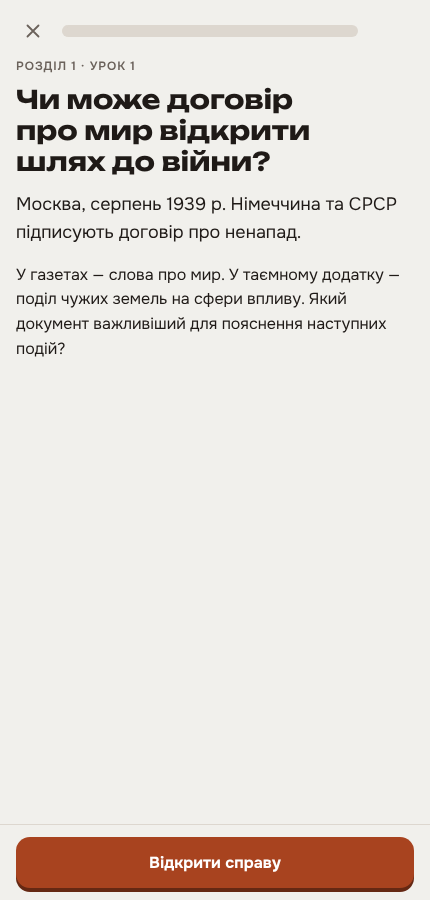 РОЗДІЛ 1 · УРОК 1
Чи може договір
про мир відкрити
шлях до війни?
Москва, серпень 1939 р. Німеччина та СРСР
підписують договір про ненапад.
У газетах — слова про мир. У таємному додатку —
поділ чужих земель на сфери впливу. Який
документ важливіший для пояснення наступних
подій?
Відкрити справу